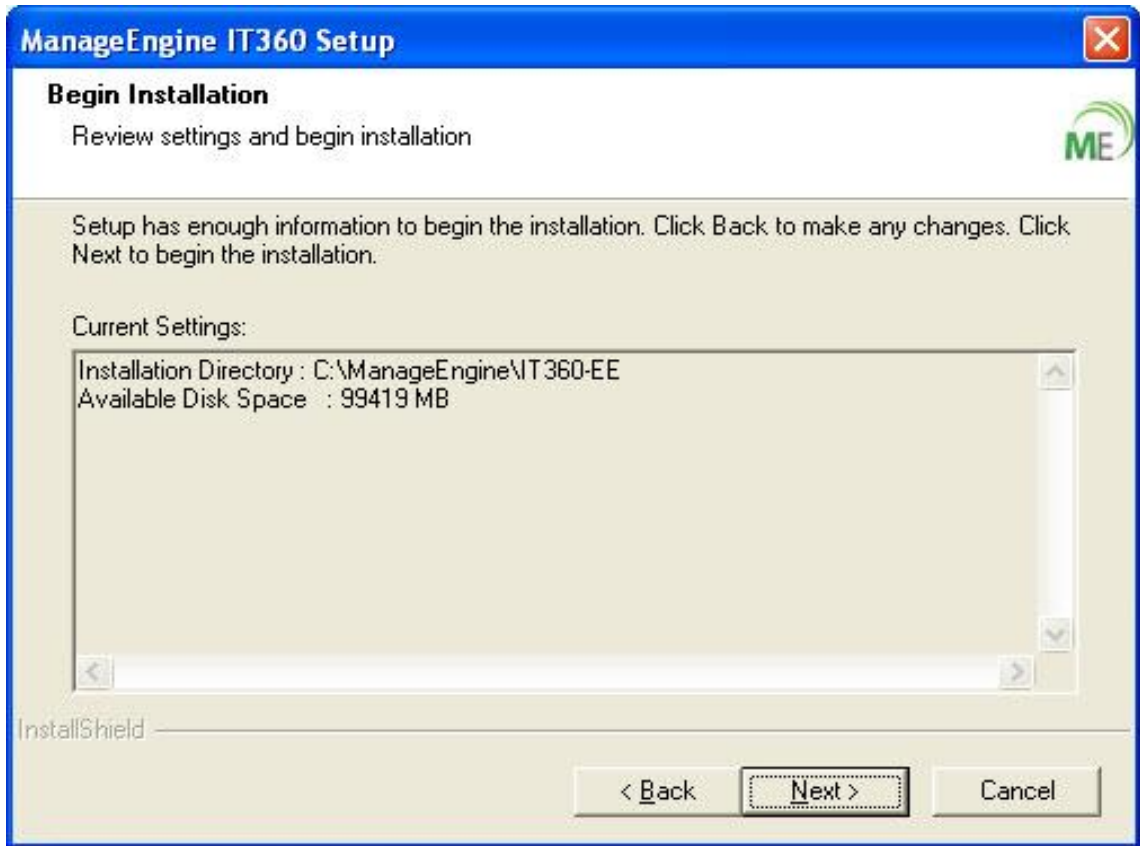 ManageEngine IT360 Setup
Begin Installation
Review settings and begin installation
ME
Setup has enough information to begin the installation. Click Back to make any changes. Click
Next to begin the installation.
Current Settings:
Installation Directory : C:\ManageEngine\IT360-EE
Available Disk Space : 99419 MB
InstallShield
< Back Next > Cancel